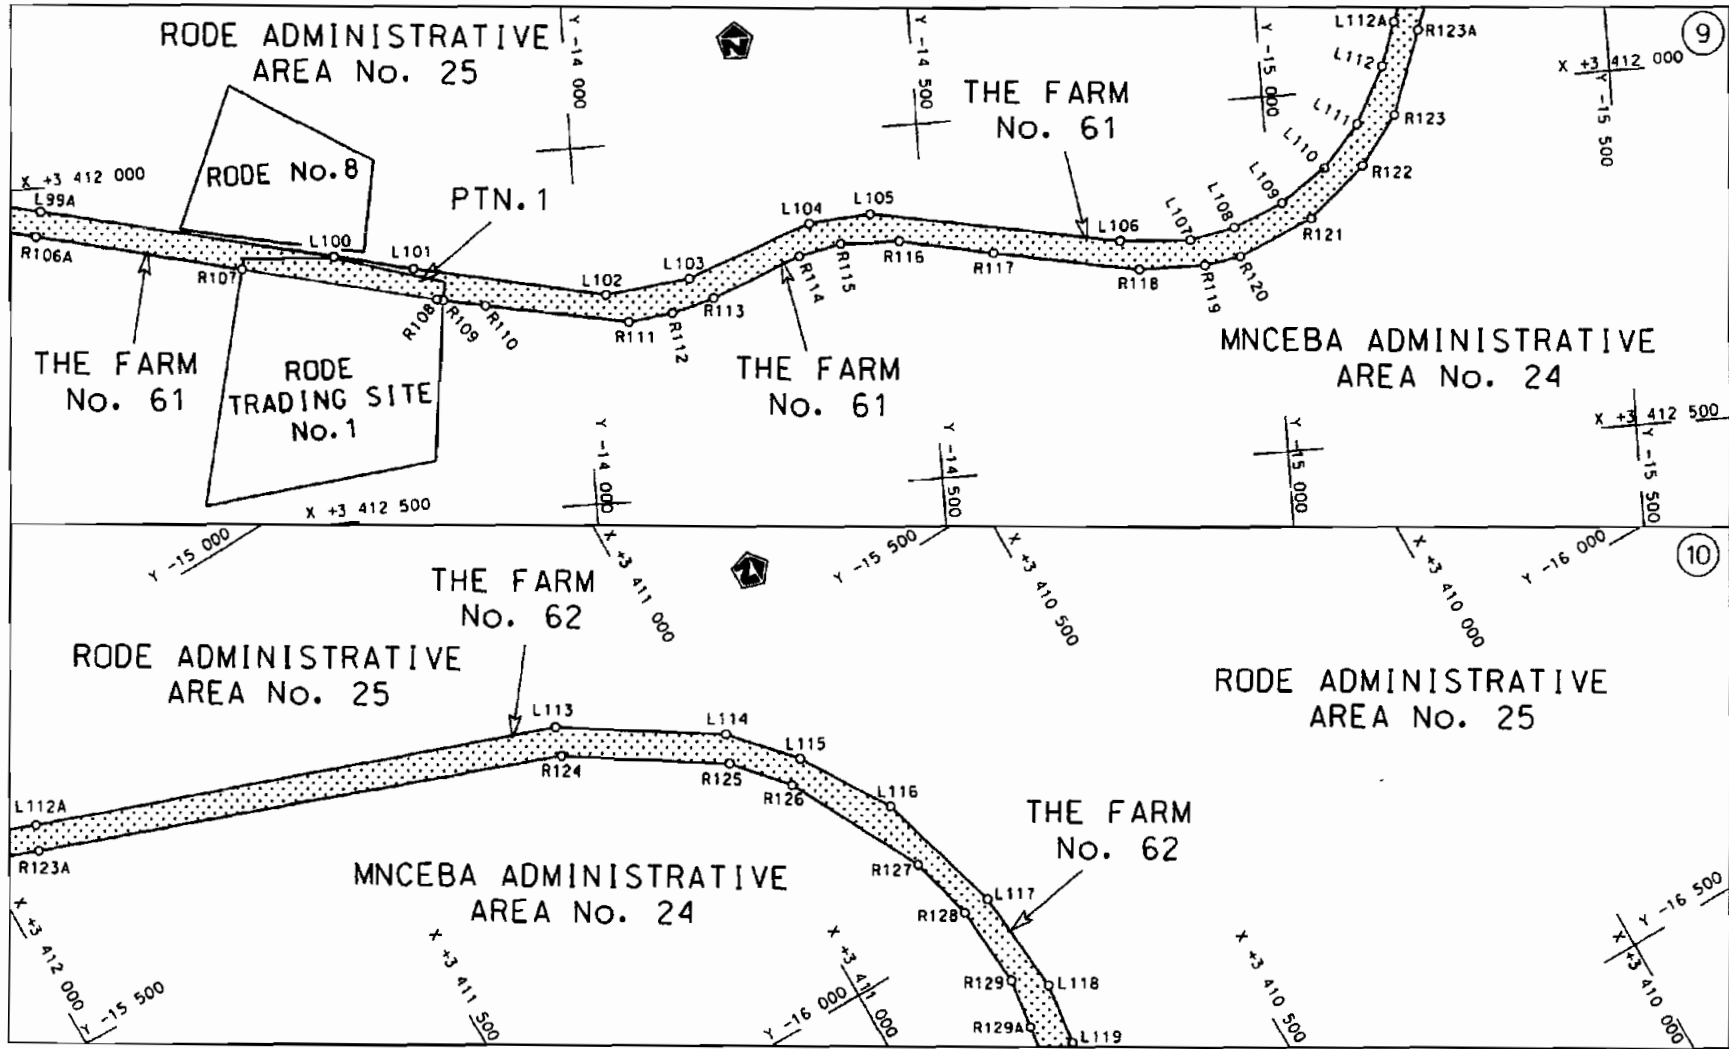 RODE ADMINISTRATIVE
AREA No. 25
Y -14 000
Y -14 500
Y -15 000
Y -15 500
N
9
X +3 412 000
THE FARM
No. 61
L112A
R123A
L112
L111
R123
L110
R122
L109
R121
L108
L107
L106
R120
R119
R118
R117
R116
L105
L104
R115
R114
L103
R113
R112
L102
R111
X +3 412 000
RODE No.8
PTN.1
L99A
R106A
L100
L101
R107
R108
R109
R110
THE FARM
No. 61
RODE
TRADING SITE
No.1
THE FARM
No. 61
MNCEBA ADMINISTRATIVE
AREA No. 24
X +3 412 500
Y -14 000
Y -14 500
Y -15 000
X +3 412 500
Y -15 500
Y -15 000
X +3 411 000
N
Y -15 500
X +3 410 500
X +3 410 000
Y -16 000
10
THE FARM
No. 62
RODE ADMINISTRATIVE
AREA No. 25
RODE ADMINISTRATIVE
AREA No. 25
L113
L114
L115
R124
R125
R126
L116
L112A
R123A
THE FARM
No. 62
R127
L117
R128
MNCEBA ADMINISTRATIVE
AREA No. 24
R129
L118
R129A
L119
X +3 412 000
Y -15 500
X +3 411 500
X +3 411 000
Y -16 000
X +3 410 500
X +3 410 000
Y -16 500